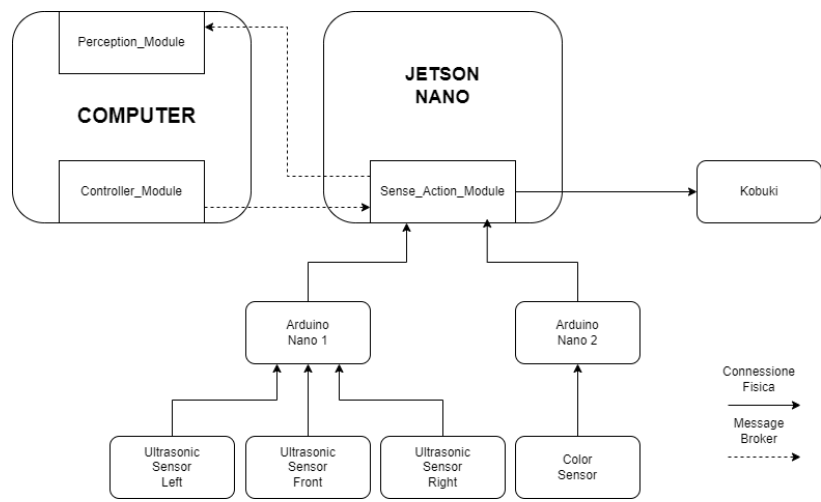 Perception_Module
COMPUTER
Controller_Module
JETSON
NANO
Sense_Action_Module
Kobuki
Arduino
Nano 1
Arduino
Nano 2
Ultrasonic
Sensor
Left
Ultrasonic
Sensor
Front
Ultrasonic
Sensor
Right
Color
Sensor
Connessione
Fisica
Message
Broker